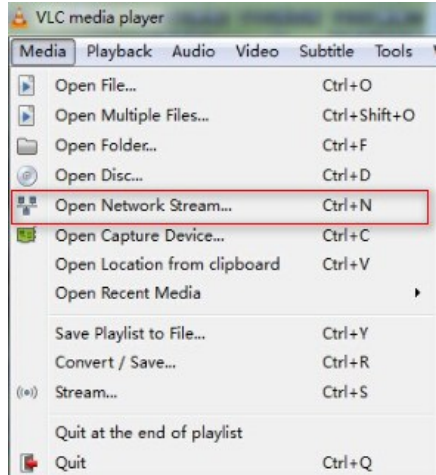 VLC media player
Media Playback Audio Video Subtitle Tools
Open File... Ctrl+O
Open Multiple Files... Ctrl+Shift+O
Open Folder... Ctrl+F
Open Disc... Ctrl+D
Open Network Stream... Ctrl+N
Open Capture Device... Ctrl+C
Open Location from clipboard Ctrl+V
Open Recent Media
Save Playlist to File... Ctrl+Y
Convert / Save... Ctrl+R
Stream... Ctrl+S
Quit at the end of playlist
Quit Ctrl+Q